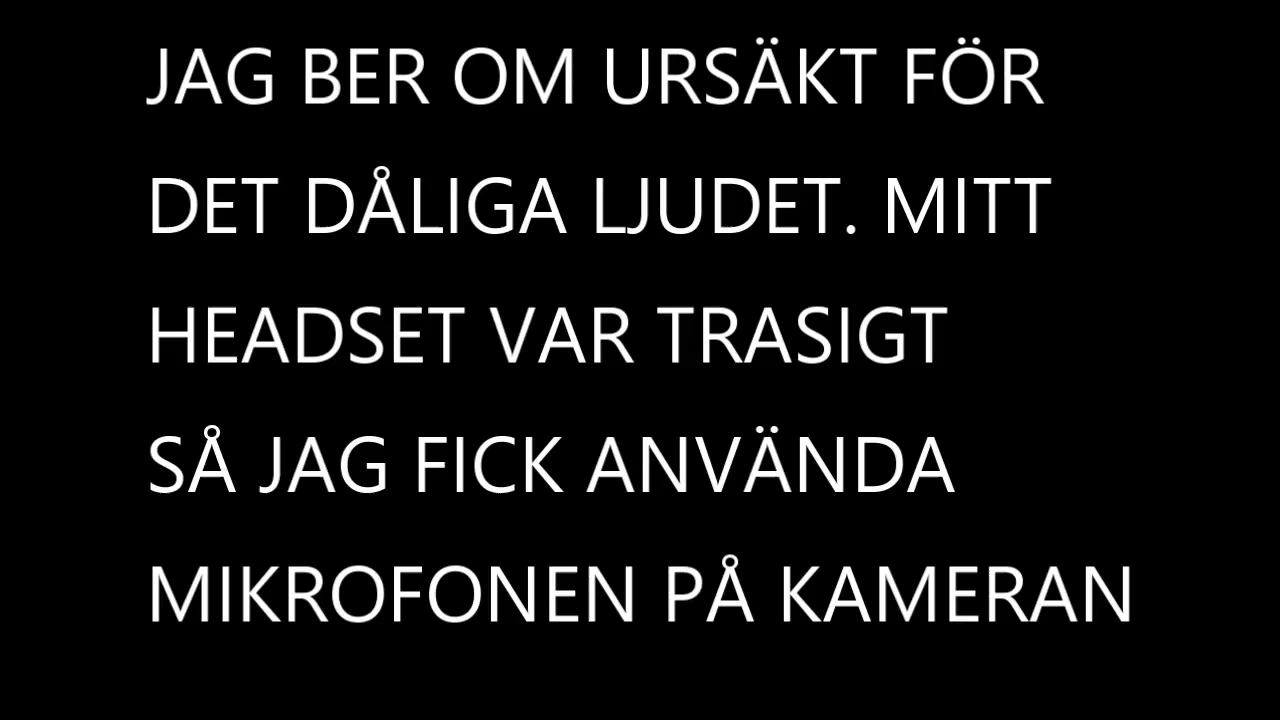 JAG BER OM URSÄKT FÖR
DET DÅLIGA LJUDET. MITT
HEADSET VAR TRASIGT
SÅ JAG FICK ANVÄNDA
MIKROFONEN PÅ KAMERAN